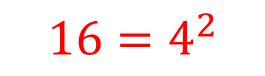 16 = 4²